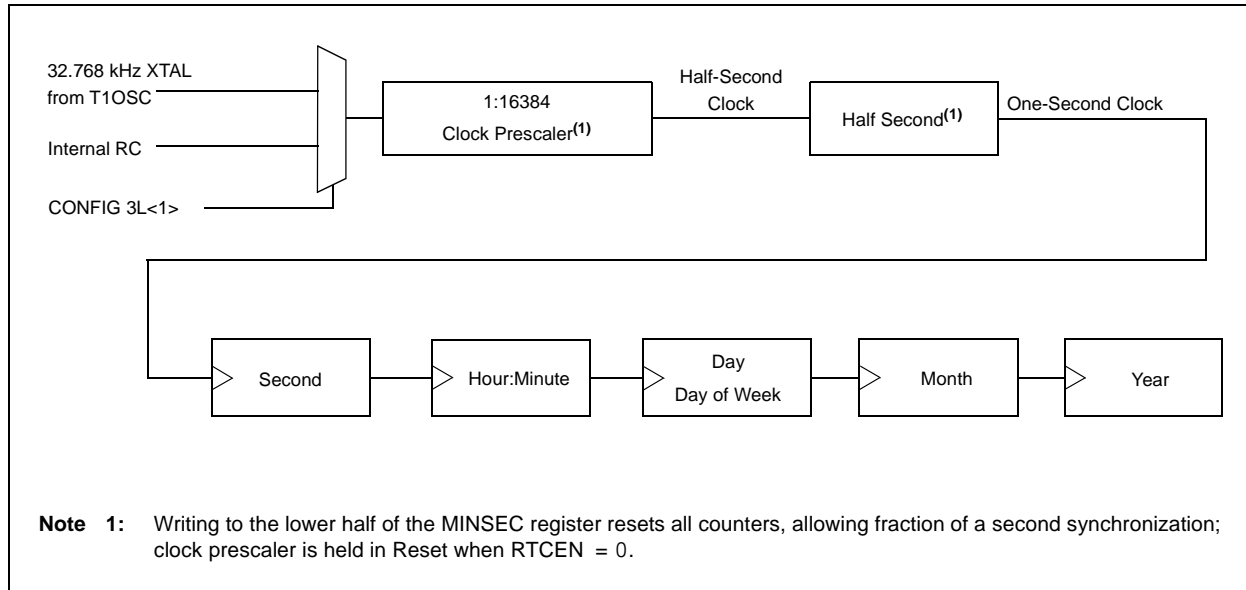 32.768 kHz XTAL
from T1OSC
Internal RC
CONFIG 3L<1>
1:16384
Clock Prescaler(1)
Half-Second
Clock
Half Second(1)
One-Second Clock
Second
Hour:Minute
Day
Day of Week
Month
Year
Note 1: Writing to the lower half of the MINSEC register resets all counters, allowing fraction of a second synchronization;
clock prescaler is held in Reset when RTCEN = 0.